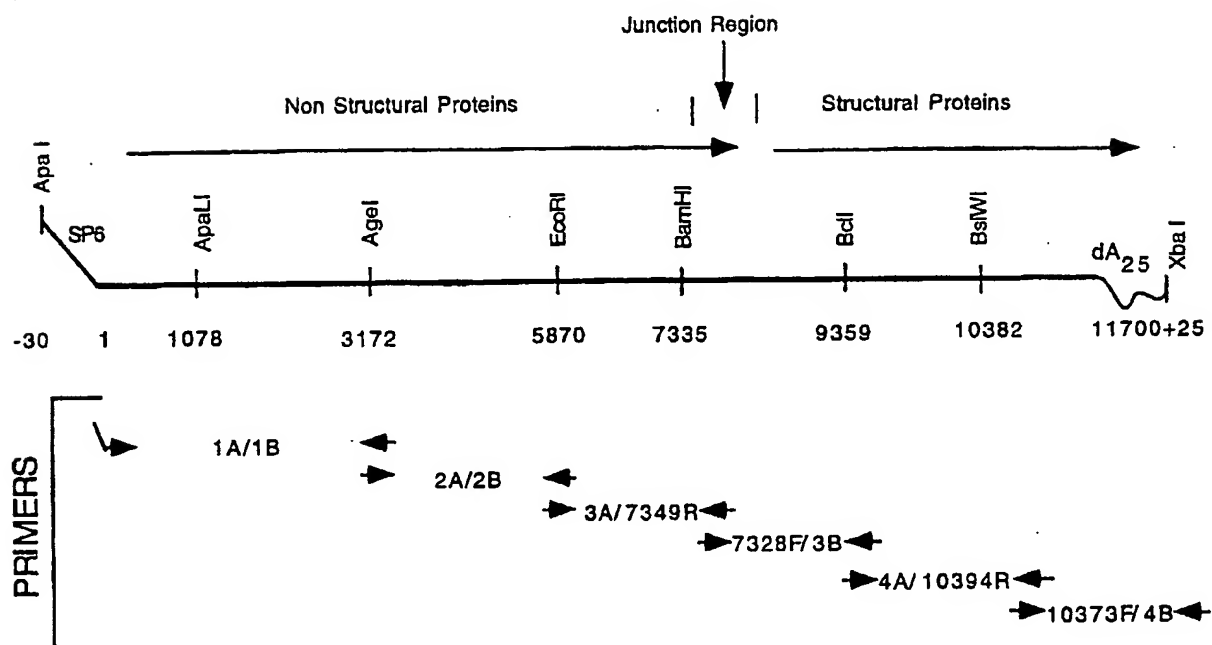 Junction Region
Non Structural Proteins
Structural Proteins
Apa I
SP6
ApaLI
AgeI
EcoRI
BamHI
BclI
BsiWI
dA25
Xba I
-30 1 1078 3172 5870 7335 9359 10382 11700+25
PRIMERS
1A/1B
2A/2B
3A/7349R
7328F/3B
4A/10394R
10373F/4B